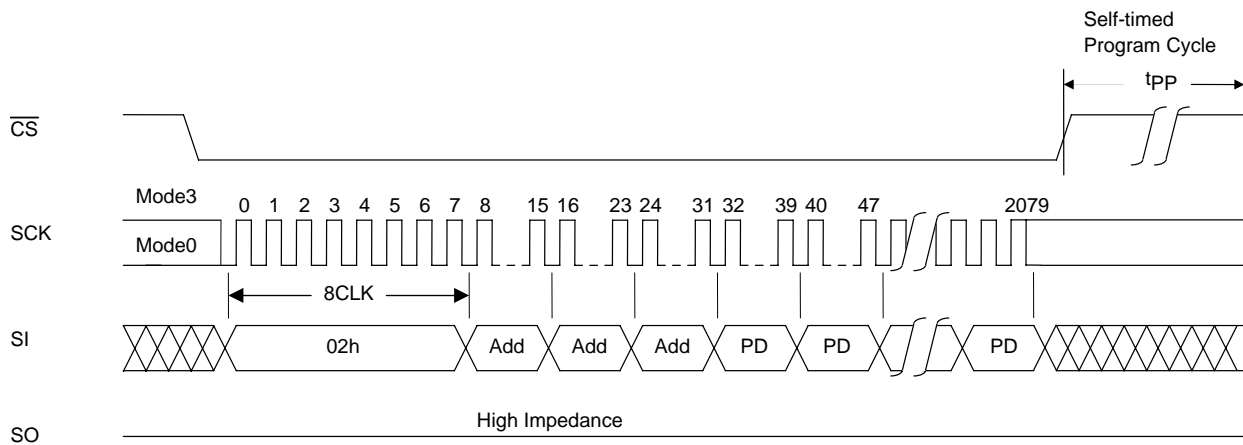 Self-timed
Program Cycle
tPP
CS
Mode3
0 1 2 3 4 5 6 7 8 15 16 23 24 31 32 39 40 47 2079
SCK
Mode0
8CLK
SI
02h Add Add Add PD PD PD
High Impedance
SO